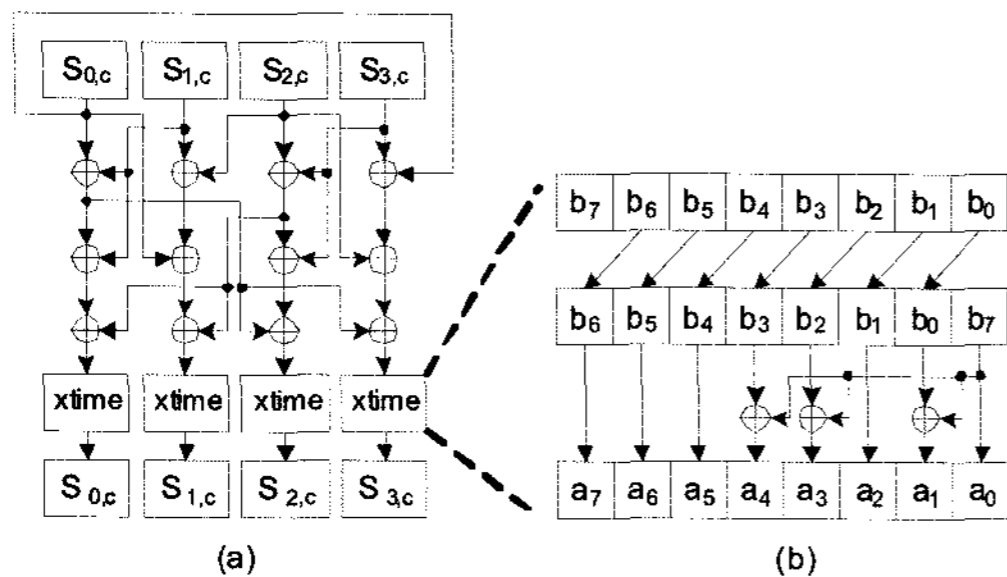 S0,c S1,c S2,c S3,c
xtime xtime xtime xtime
S0,c S1,c S2,c S3,c
(a)
b7 b6 b5 b4 b3 b2 b1 b0
b6 b5 b4 b3 b2 b1 b0 b7
a7 a6 a5 a4 a3 a2 a1 a0
(b)